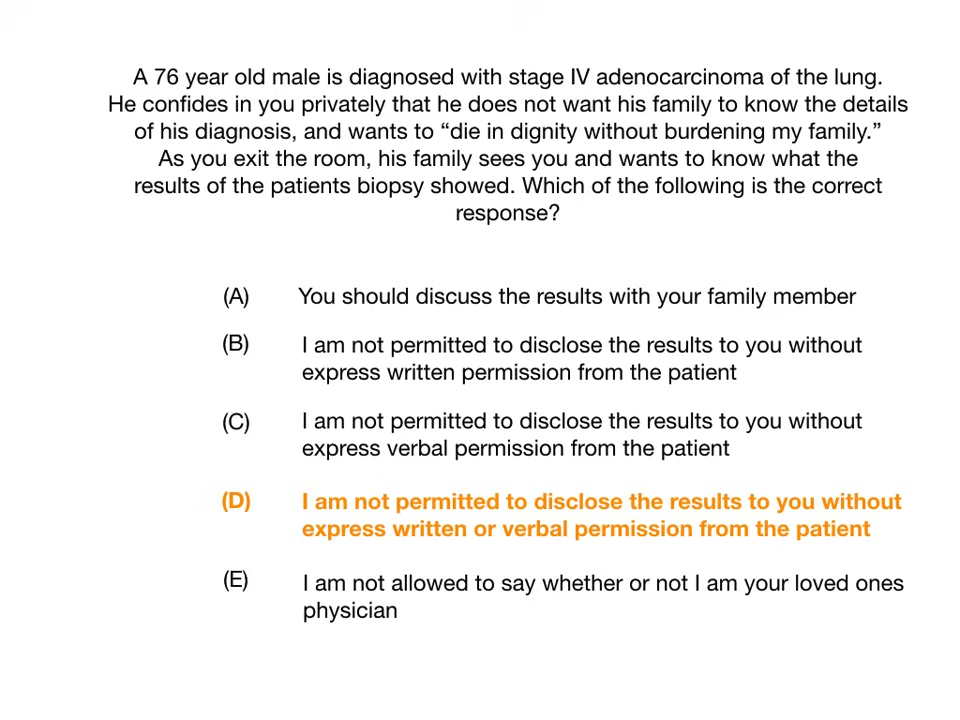 A 76 year old male is diagnosed with stage IV adenocarcinoma of the lung.
He confides in you privately that he does not want his family to know the details
of his diagnosis, and wants to “die in dignity without burdening my family.”
As you exit the room, his family sees you and wants to know what the
results of the patients biopsy showed. Which of the following is the correct
response?
(A) You should discuss the results with your family member
(B) I am not permitted to disclose the results to you without
express written permission from the patient
(C) I am not permitted to disclose the results to you without
express verbal permission from the patient
(D) I am not permitted to disclose the results to you without
express written or verbal permission from the patient
(E) I am not allowed to say whether or not I am your loved ones
physician